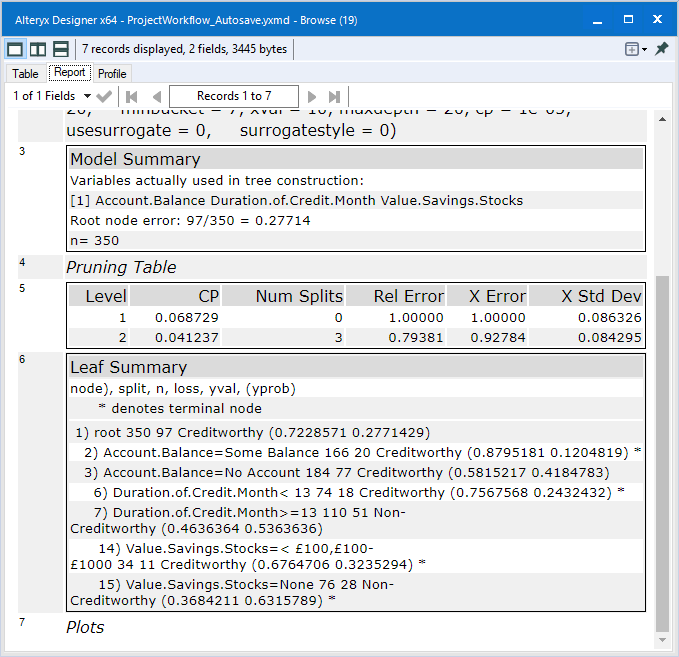 Alteryx Designer x64 - ProjectWorkflow_Autosave.yxmd - Browse (19)
7 records displayed, 2 fields, 3445 bytes
Table Report Profile
1 of 1 Fields Records 1 to 7
20, minbucket = 7, xval = 10, maxdepth = 20, cp = 1e-05,
usesurrogate = 0, surrogatestyle = 0)
3 Model Summary
Variables actually used in tree construction:
[1] Account.Balance Duration.of.Credit.Month Value.Savings.Stocks
Root node error: 97/350 = 0.27714
n= 350
4 Pruning Table
5 Level CP Num Splits Rel Error X Error X Std Dev
1 0.068729 0 1.00000 1.00000 0.086326
2 0.041237 3 0.79381 0.92784 0.084295
6 Leaf Summary
node), split, n, loss, yval, (yprob)
* denotes terminal node
1) root 350 97 Creditworthy (0.7228571 0.2771429)
2) Account.Balance=Some Balance 166 20 Creditworthy (0.8795181 0.1204819) *
3) Account.Balance=No Account 184 77 Creditworthy (0.5815217 0.4184783)
6) Duration.of.Credit.Month< 13 74 18 Creditworthy (0.7567568 0.2432432) *
7) Duration.of.Credit.Month>=13 110 51 Non-
Creditworthy (0.4636364 0.5363636)
14) Value.Savings.Stocks=< £100,£100-
£1000 34 11 Creditworthy (0.6764706 0.3235294) *
15) Value.Savings.Stocks=None 76 28 Non-
Creditworthy (0.3684211 0.6315789) *
7 Plots